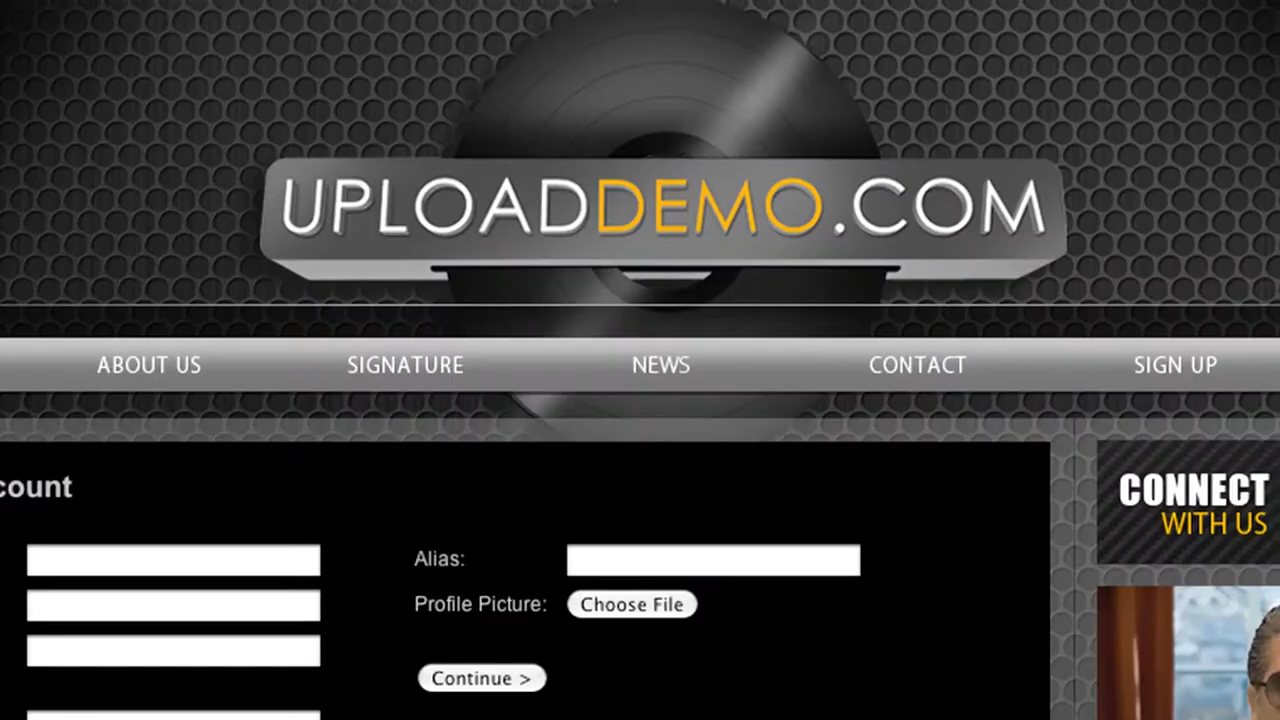 UPLOADDEMO.COM
ABOUT US SIGNATURE NEWS CONTACT SIGN UP
count
CONNECT
WITH US
Alias:
Profile Picture: Choose File
Continue >